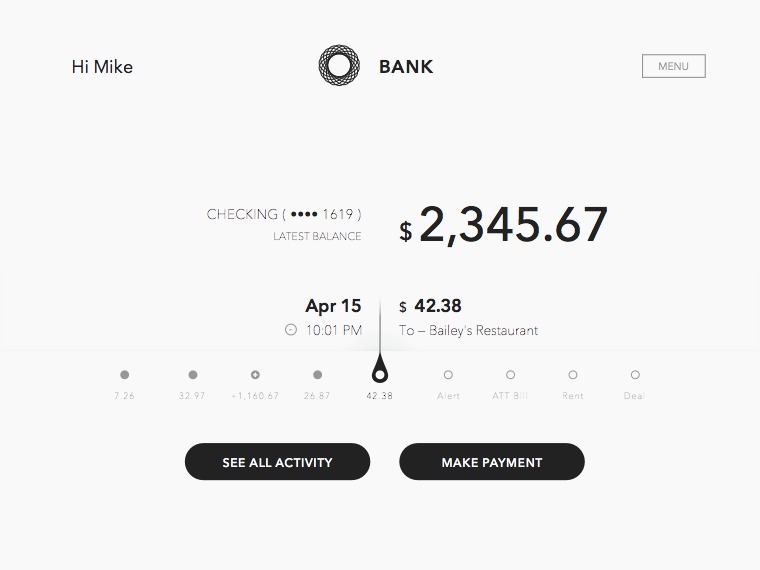 Hi Mike
BANK
MENU
CHECKING ( •••• 1619 )
$ 2,345.67
LATEST BALANCE
Apr 15
$ 42.38
10:01 PM
To – Bailey's Restaurant
7.26 32.97 +1,160.67 26.87 42.38 Alert ATT Bill Rent Deal
SEE ALL ACTIVITY
MAKE PAYMENT